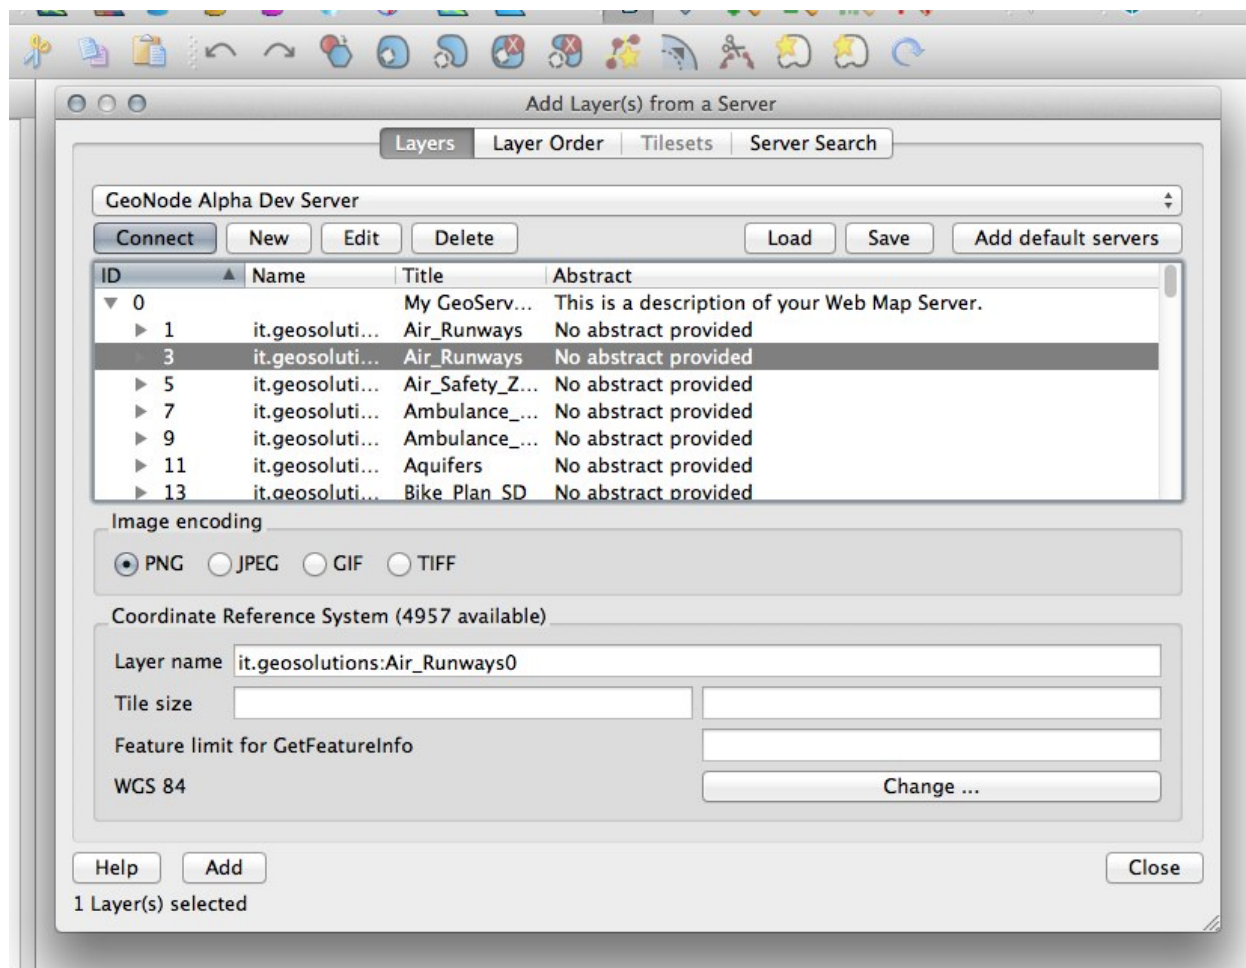 Add Layer(s) from a Server
Layers Layer Order Tilesets Server Search
GeoNode Alpha Dev Server
Connect New Edit Delete Load Save Add default servers
ID Name Title Abstract
0 My GeoServ... This is a description of your Web Map Server.
1 it.geosoluti... Air_Runways No abstract provided
3 it.geosoluti... Air_Runways No abstract provided
5 it.geosoluti... Air_Safety_Z... No abstract provided
7 it.geosoluti... Ambulance_... No abstract provided
9 it.geosoluti... Ambulance_... No abstract provided
11 it.geosoluti... Aquifers No abstract provided
13 it.geosoluti... Bike_Plan_SD No abstract provided
Image encoding
PNG JPEG GIF TIFF
Coordinate Reference System (4957 available)
Layer name it.geosolutions:Air_Runways0
Tile size
Feature limit for GetFeatureInfo
WGS 84 Change ...
Help Add Close
1 Layer(s) selected